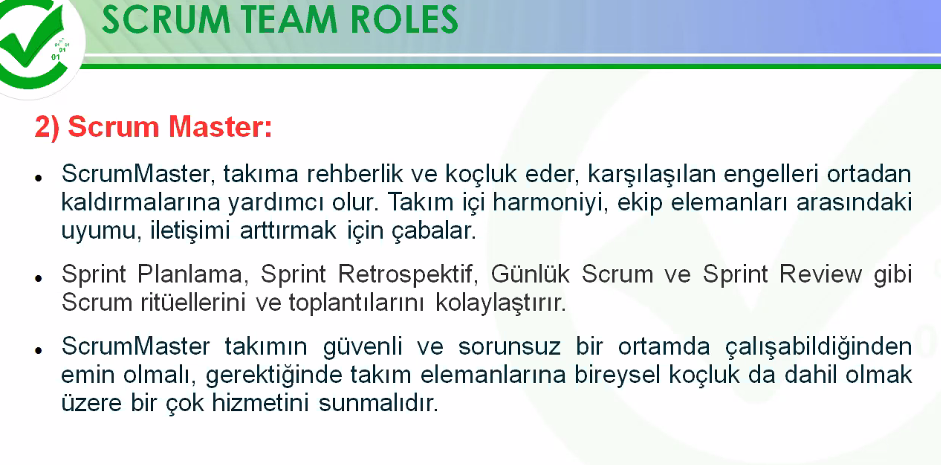 SCRUM TEAM ROLES
01
01
01
2) Scrum Master:
• ScrumMaster, takıma rehberlik ve koçluk eder, karşılaşılan engelleri ortadan
kaldırmalarına yardımcı olur. Takım içi harmoniyi, ekip elemanları arasındaki
uyumu, iletişimi arttırmak için çabalar.
• Sprint Planlama, Sprint Retrospektif, Günlük Scrum ve Sprint Review gibi
Scrum ritüellerini ve toplantılarını kolaylaştırır.
• ScrumMaster takımın güvenli ve sorunsuz bir ortamda çalışabildiğinden
emin olmalı, gerektiğinde takım elemanlarına bireysel koçluk da dahil olmak
üzere bir çok hizmetini sunmalıdır.